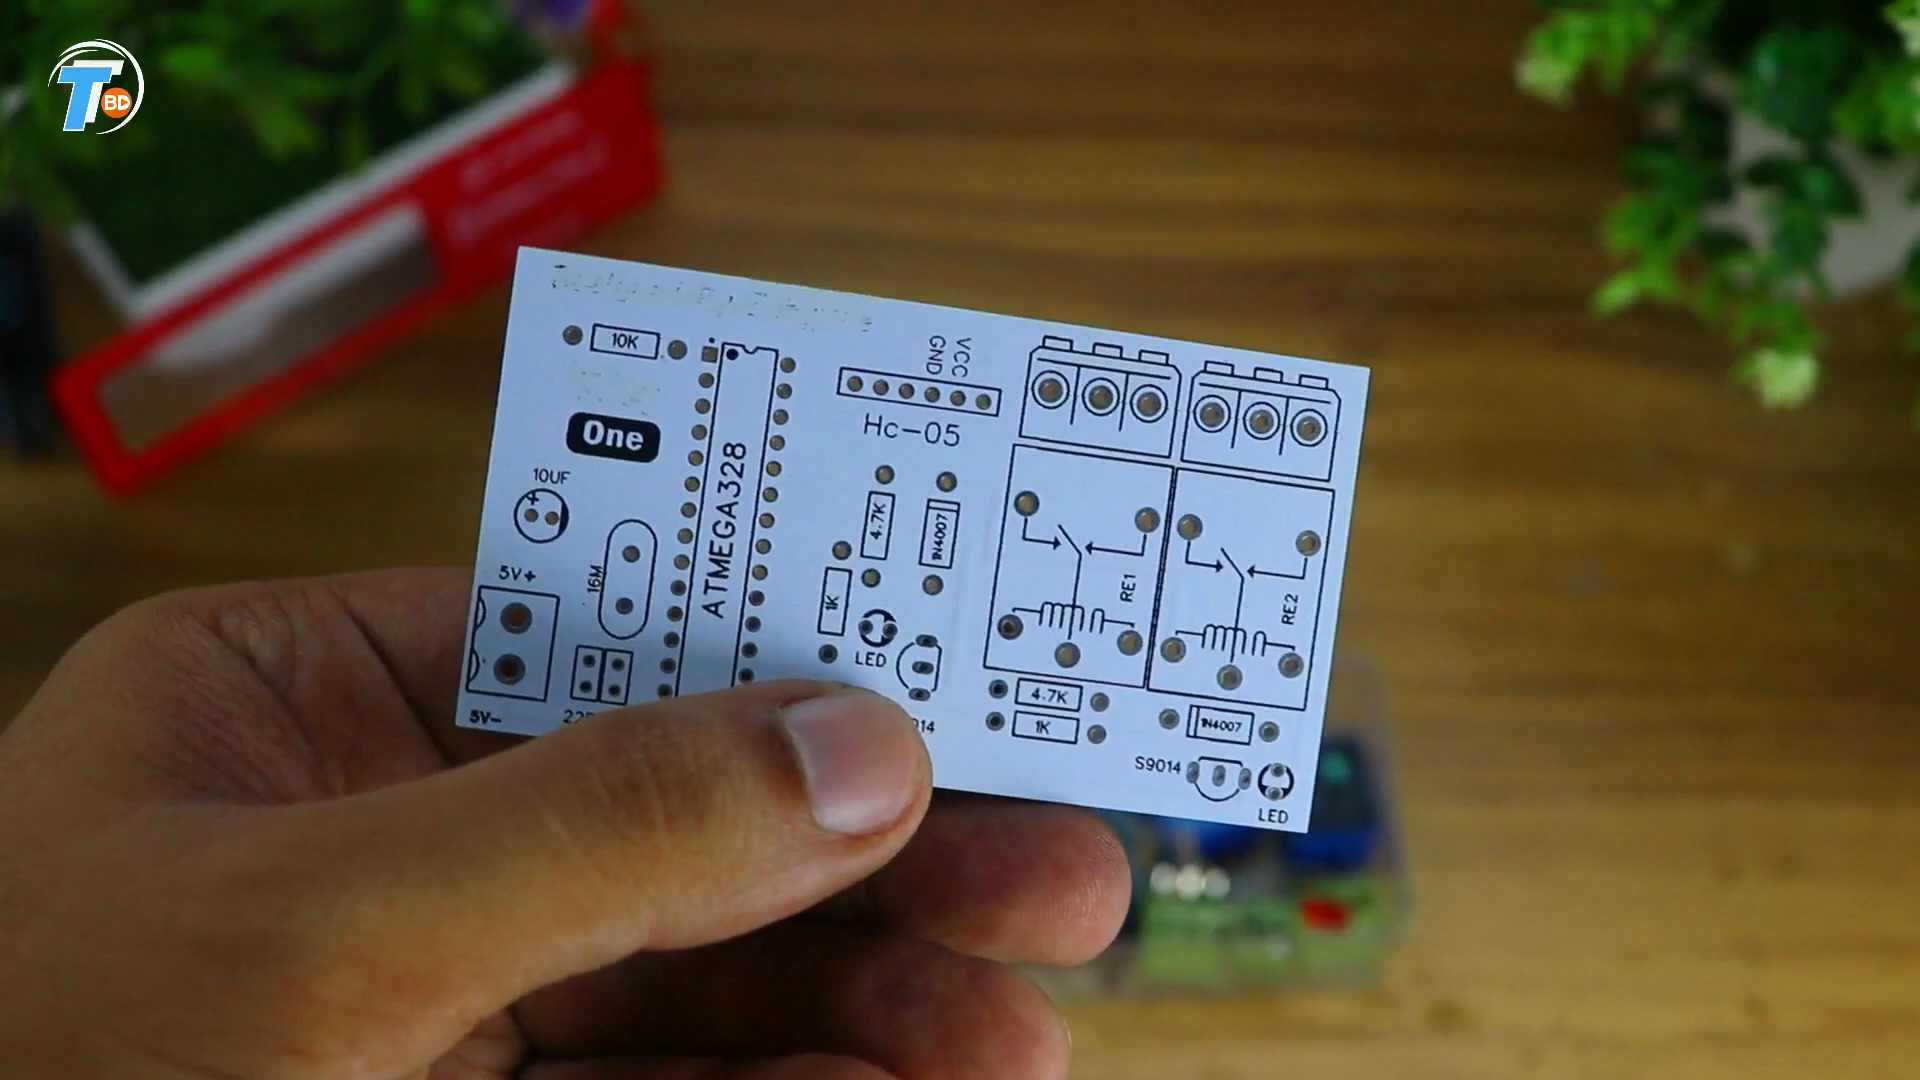 T BD
10K
VCC
GND
One
Hc-05
10UF
ATMEGA328
4.7K
1N4007
5V+
16M
1K
RE1
RE2
LED
4.7K
5V-
1K
1N4007
S9014
LED